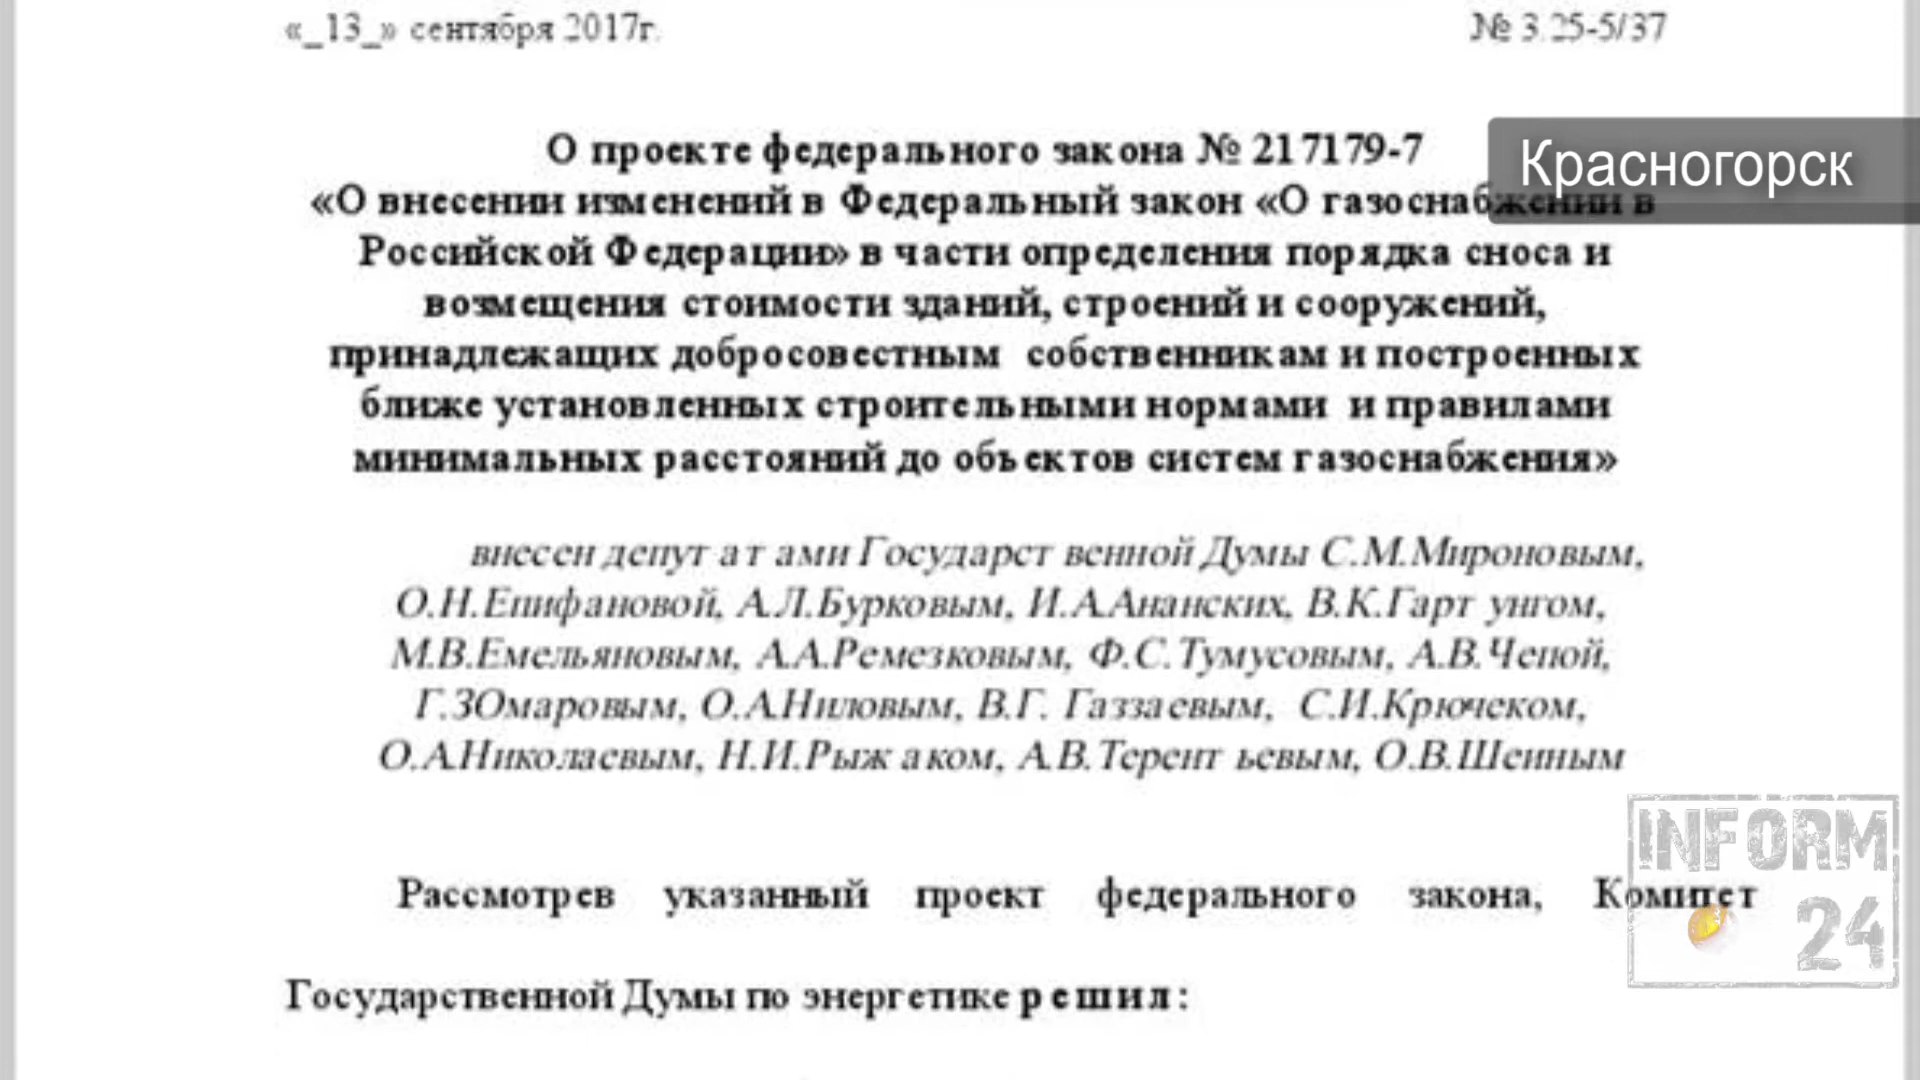 «_13_» сентября 2017г. № 3.25-5/37
О проекте федерального закона № 217179-7
Красногорск
«О внесении изменений в Федеральный закон «О газоснабжении в
Российской Федерации» в части определения порядка сноса и
возмещения стоимости зданий, строений и сооружений,
принадлежащих добросовестным собственникам и построенных
ближе установленных строительными нормами и правилами
минимальных расстояний до объектов систем газоснабжения»
внесен депутатами Государственной Думы С.М.Мироновым,
О.Н.Епифановой, А.Л.Бурковым, И.А.Ананских, В.К.Гартунгом,
М.В.Емельяновым, А.А.Ремезковым, Ф.С.Тумусовым, А.В.Чепой,
Г.ЗОмаровым, О.А.Ниловым, В.Г. Газзаевым, С.И.Крючеком,
О.А.Николаевым, Н.И.Рыжаком, А.В.Терентьевым, О.В.Шеиным
INFORM
24
Рассмотрев указанный проект федерального закона, Комитет
Государственной Думы по энергетике решил: